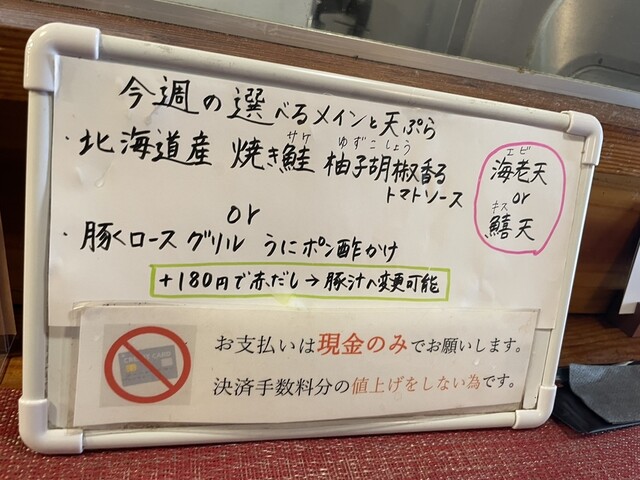 今週の選べるメインと天ぷら
サケ ゆずこしょう
・北海道産 焼き鮭 柚子胡椒香る
トマトソース
or
・豚ロース グリル うにポン酢かけ
+180円で赤だし→豚汁へ変更可能
エビ
海老天
or
キス
鱚天
CREDIT CARD
お支払いは現金のみでお願いします。
決済手数料分の値上げをしない為です。